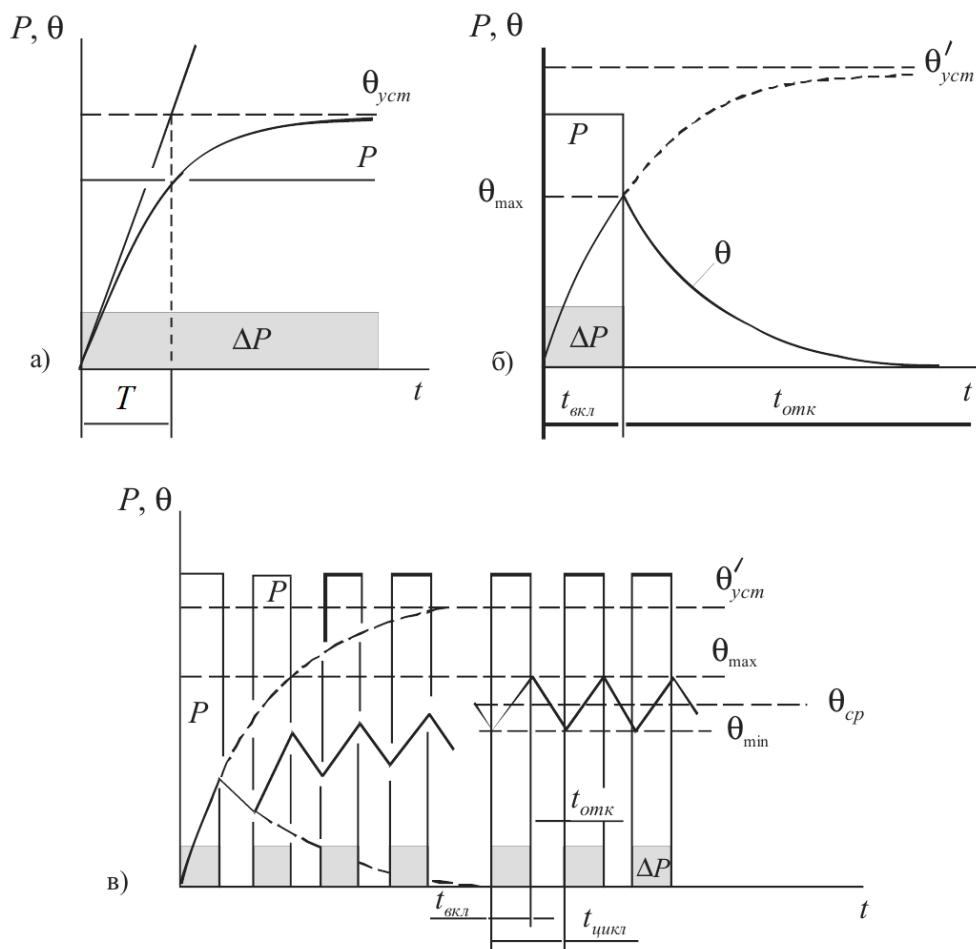 P, θ
θуст
P
ΔP
а)
t
T
P, θ
θ′уст
P
θmax
θ
ΔP
б)
tвкл
tотк
t
P, θ
P
θ′уст
θmax
P
θср
θmin
tотк
ΔP
в)
tвкл
tцикл
t